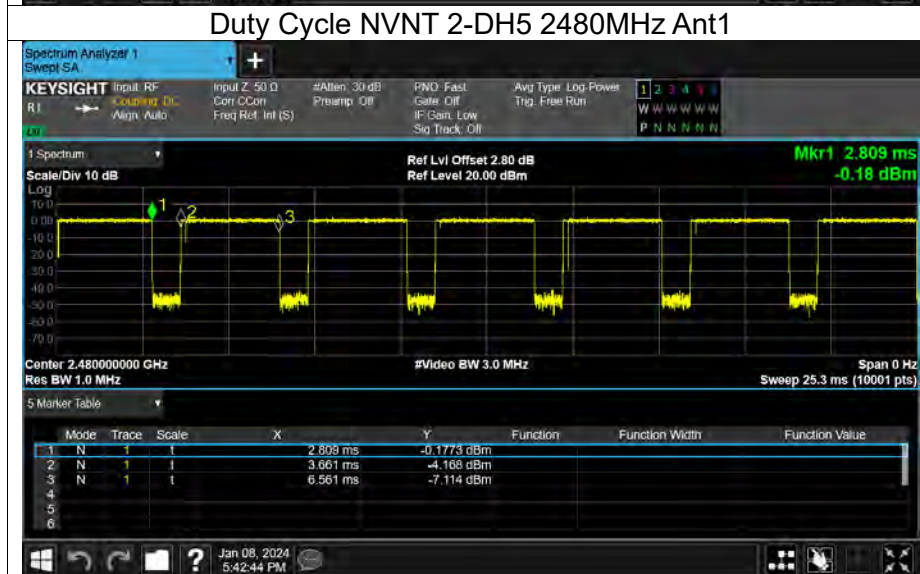 Duty Cycle NVNT 2-DH5 2480MHz Ant1
Spectrum Analyzer 1
Swept SA
+
KEYSIGHT Input: RF Input Z: 50 Ω #Atten: 30 dB PNO: Fast Avg Type: Log-Power 1 2 3 4 5 6
Coupling: DC Corr CCorr Preamp: Off Gate: Off Trig: Free Run W W W W W W
Align: Auto Freq Ref: Int (S) IF Gain: Low
Sig Track: Off P N N N N N
1 Spectrum Ref Lvl Offset 2.80 dB Mkr1 2.809 ms
Scale/Div 10 dB Ref Level 20.00 dBm -0.18 dBm
Log
10.0
0.00
-10.0
-20.0
-30.0
-40.0
-50.0
-60.0
-70.0
1 2 3
Center 2.480000000 GHz #Video BW 3.0 MHz Span 0 Hz
Res BW 1.0 MHz Sweep 25.3 ms (10001 pts)
5 Marker Table
Mode Trace Scale X Y Function Function Width Function Value
1 N 1 t 2.809 ms -0.1773 dBm
2 N 1 t 3.661 ms -4.168 dBm
3 N 1 t 6.561 ms -7.114 dBm
4
5
6
? Jan 08, 2024
5:42:44 PM